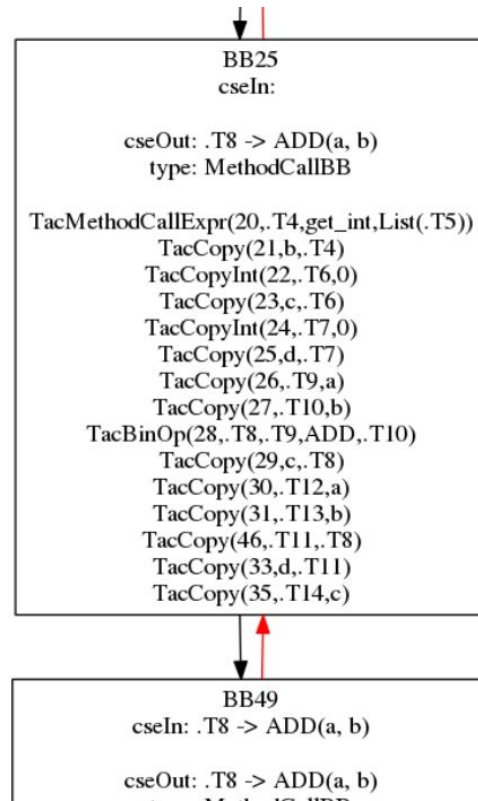 BB25
cseIn:
cseOut: .T8 -> ADD(a, b)
type: MethodCallBB
TacMethodCallExpr(20,.T4,get_int,List(.T5))
TacCopy(21,b,.T4)
TacCopyInt(22,.T6,0)
TacCopy(23,c,.T6)
TacCopyInt(24,.T7,0)
TacCopy(25,d,.T7)
TacCopy(26,.T9,a)
TacCopy(27,.T10,b)
TacBinOp(28,.T8,.T9,ADD,.T10)
TacCopy(29,c,.T8)
TacCopy(30,.T12,a)
TacCopy(31,.T13,b)
TacCopy(46,.T11,.T8)
TacCopy(33,d,.T11)
TacCopy(35,.T14,c)
BB49
cseIn: .T8 -> ADD(a, b)
cseOut: .T8 -> ADD(a, b)
type: MethodCallBB